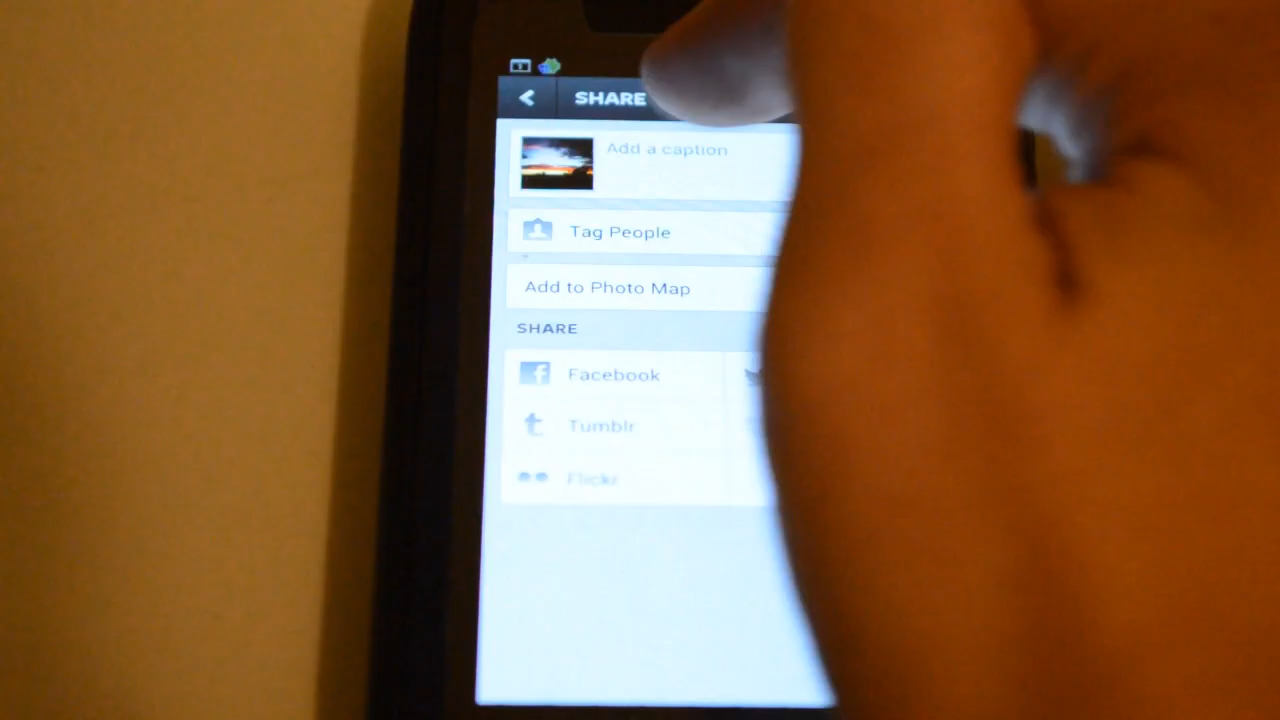 SHARE
Add a caption
Tag People
Add to Photo Map
SHARE
Facebook
Tumblr
Flickr